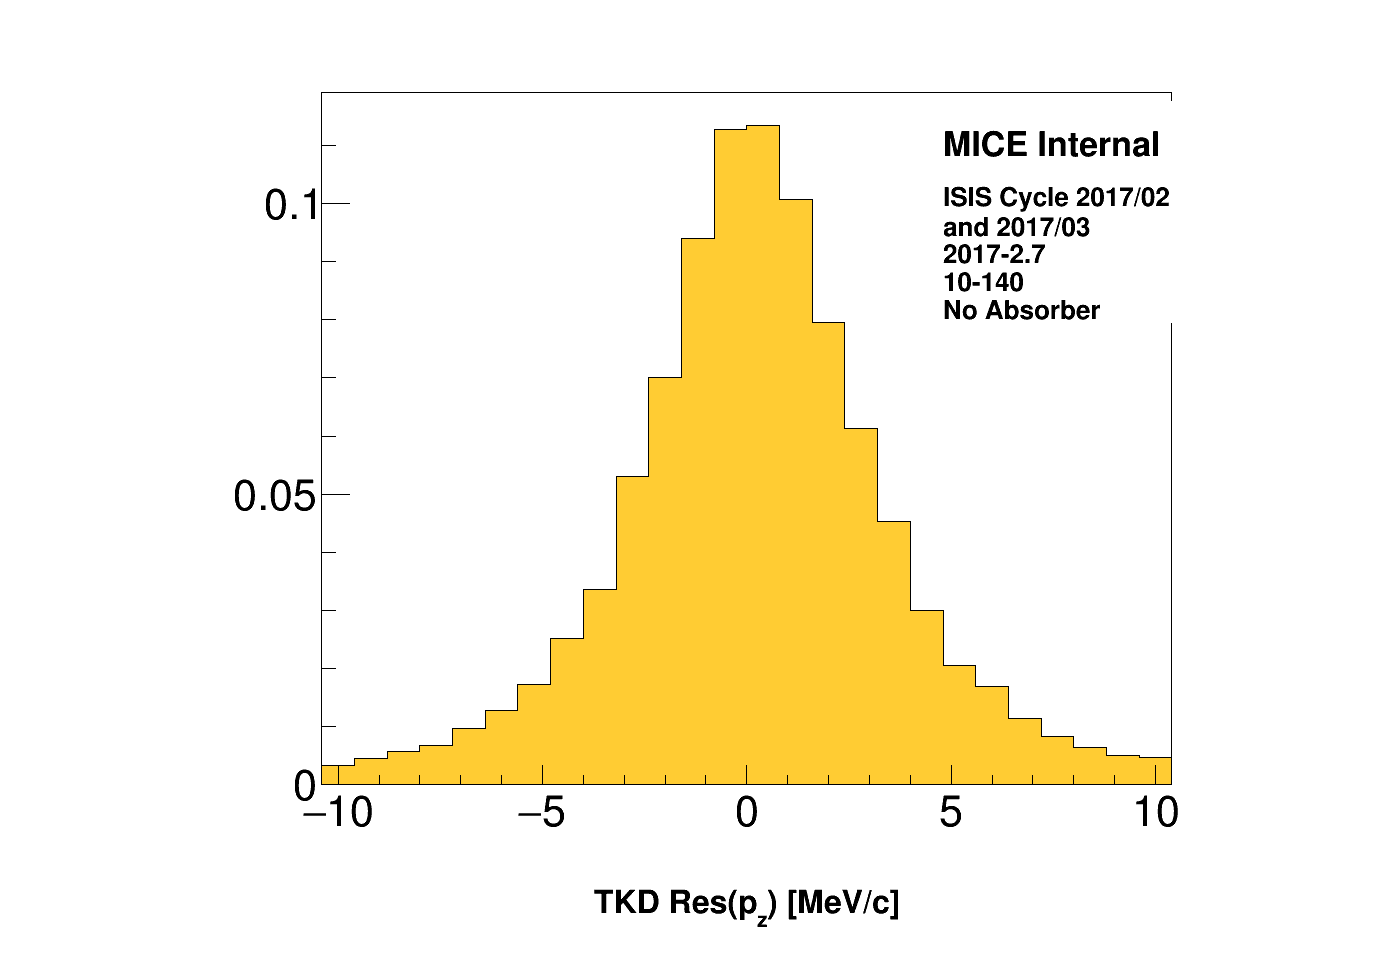 MICE Internal
ISIS Cycle 2017/02
and 2017/03
2017-2.7
10-140
No Absorber
0.1
0.05
0
−10 −5 0 5 10
TKD Res(pz) [MeV/c]